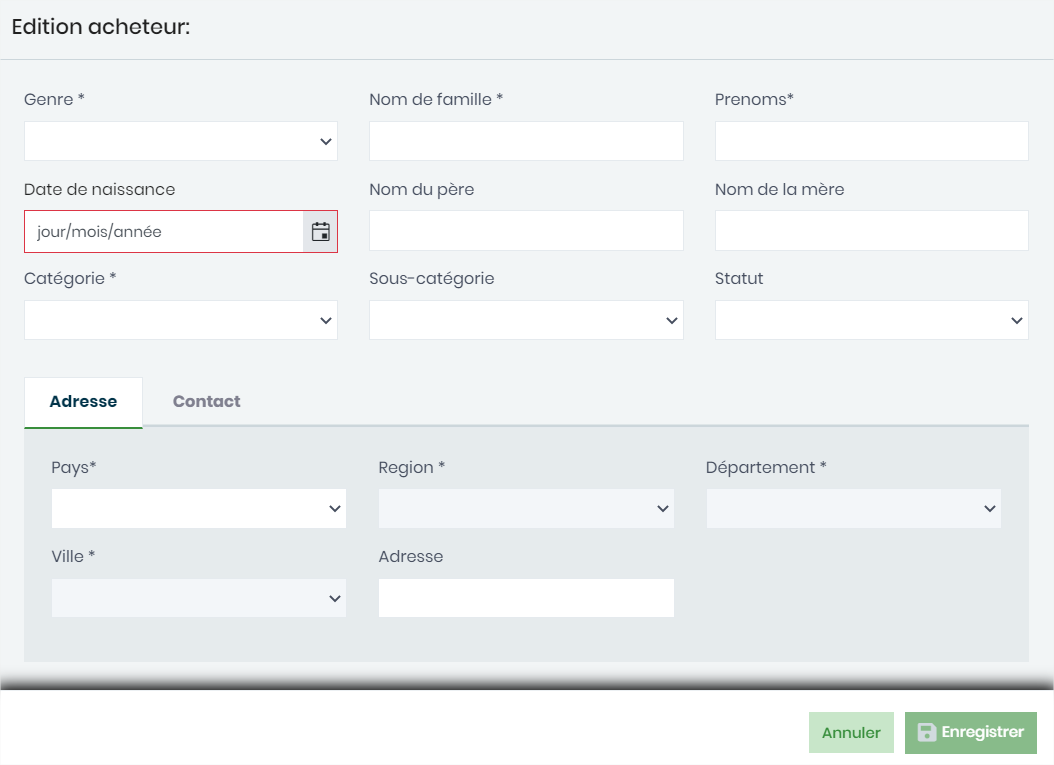 Edition acheteur:
Genre *
Nom de famille *
Prenoms*
Date de naissance
Nom du père
Nom de la mère
jour/mois/année
Catégorie *
Sous-catégorie
Statut
Adresse
Contact
Pays*
Region *
Département *
Ville *
Adresse
Annuler
Enregistrer